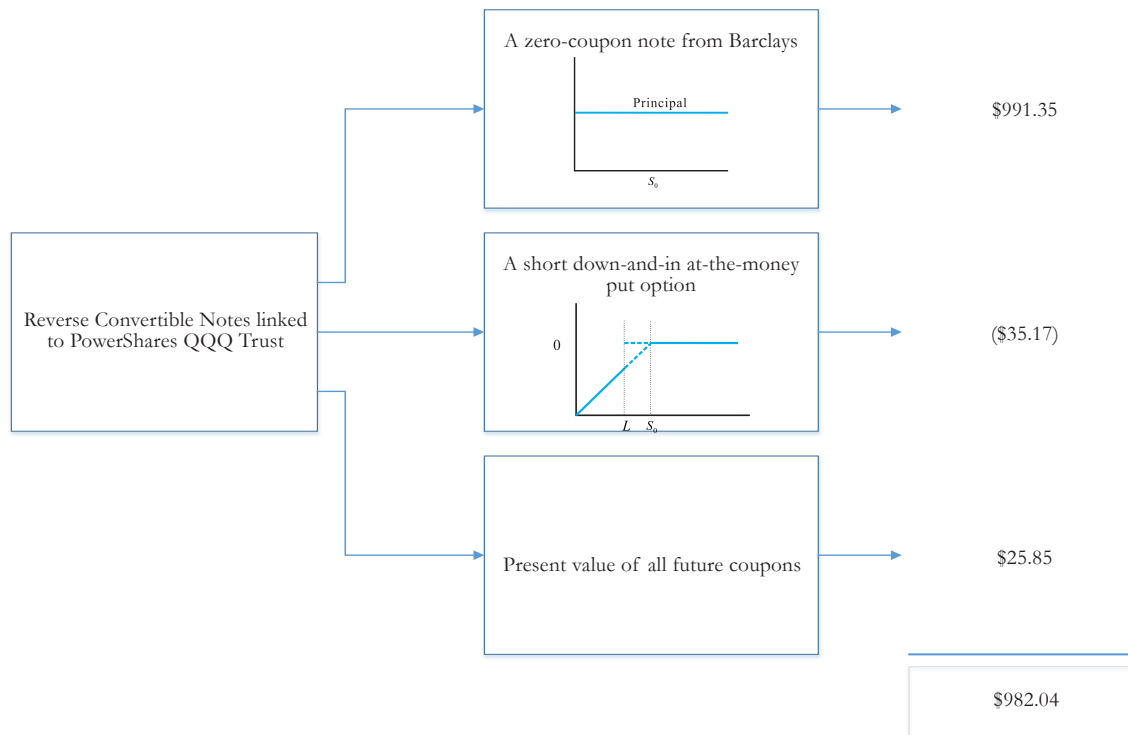 A zero-coupon note from Barclays
Principal
S₀
$991.35
Reverse Convertible Notes linked
to PowerShares QQQ Trust
A short down-and-in at-the-money
put option
0
L S₀
($35.17)
Present value of all future coupons
$25.85
$982.04